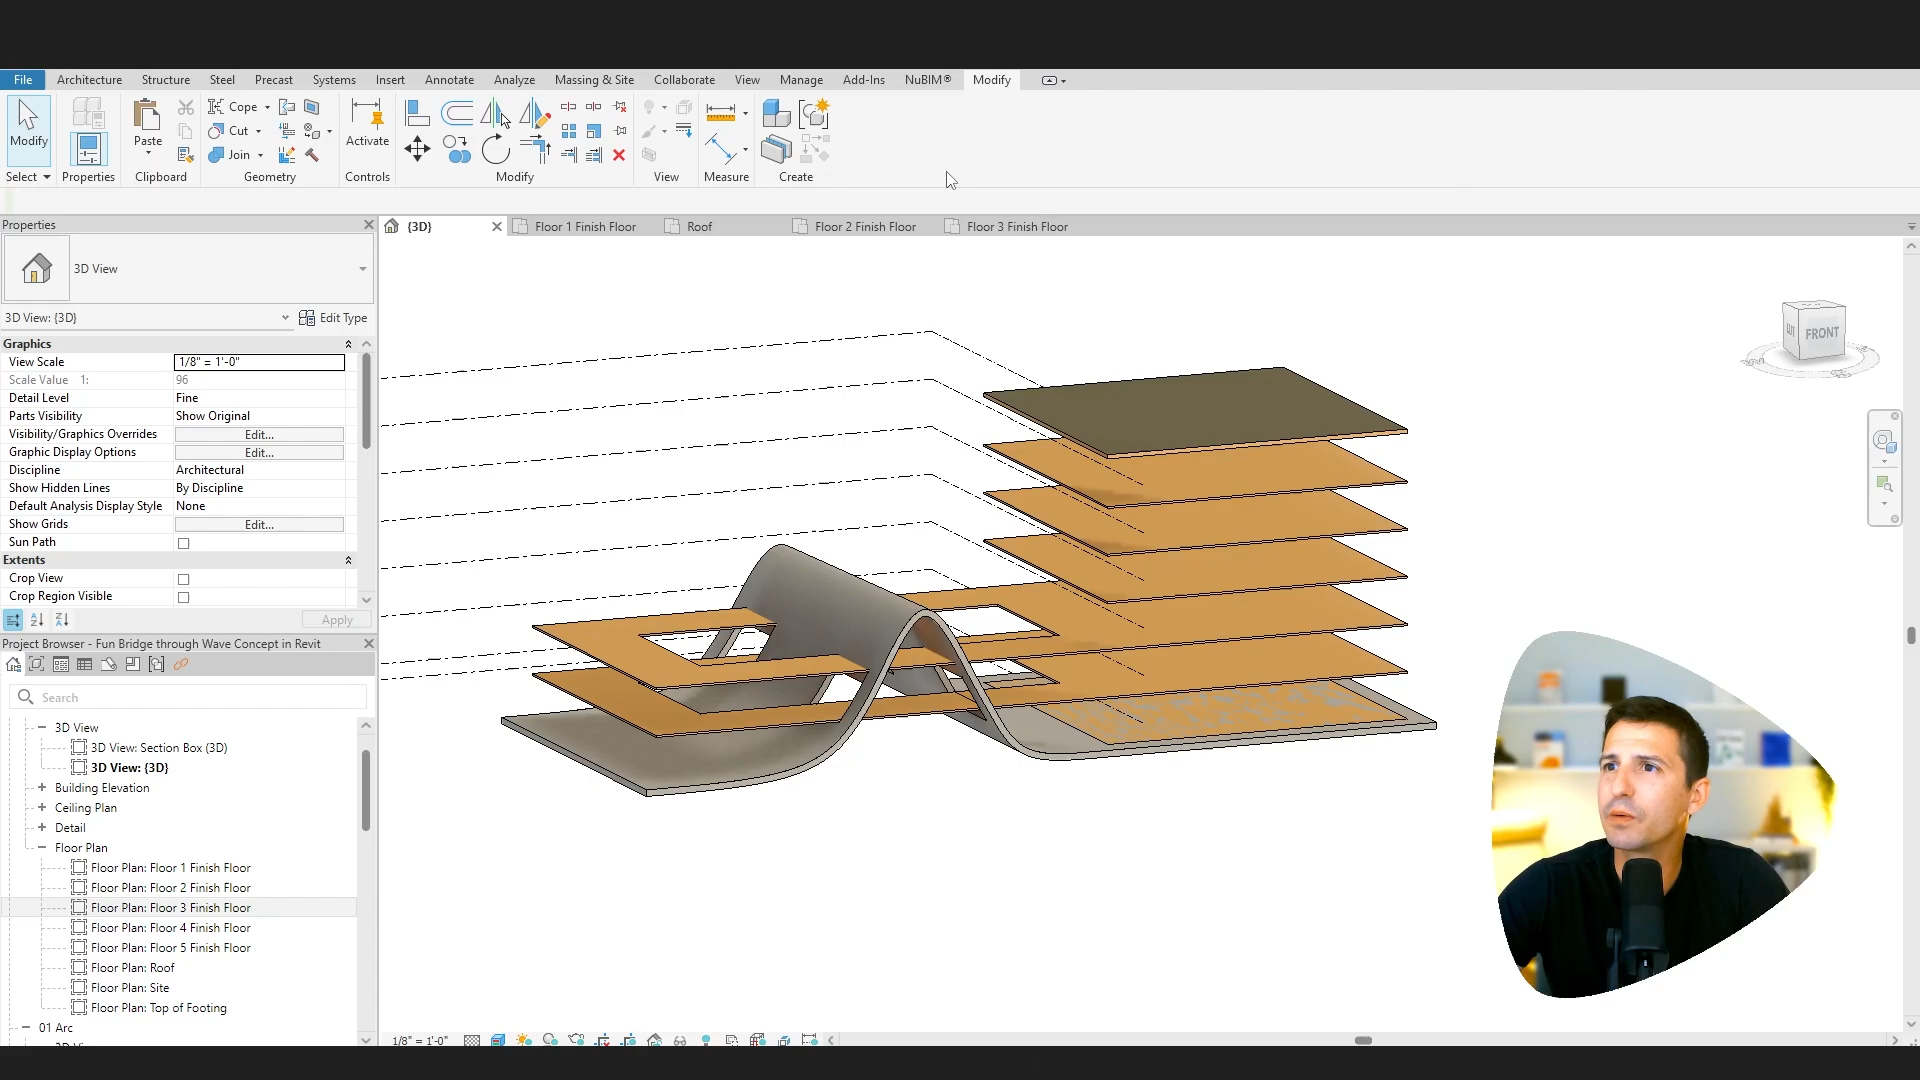 File Architecture Structure Steel Precast Systems Insert Annotate Analyze Massing & Site Collaborate View Manage Add-Ins NuBIM® Modify
Cope
Cut
Join
Modify
Paste
Activate
Select Properties Clipboard Geometry Controls Modify View Measure Create
Properties
{3D} Floor 1 Finish Floor Roof Floor 2 Finish Floor Floor 3 Finish Floor
3D View
3D View: {3D} Edit Type
Graphics
View Scale 1/8" = 1'-0"
Scale Value 1: 96
Detail Level Fine
Parts Visibility Show Original
Visibility/Graphics Overrides Edit...
Graphic Display Options Edit...
Discipline Architectural
Show Hidden Lines By Discipline
Default Analysis Display Style None
Show Grids Edit...
Sun Path
Extents
Crop View
Crop Region Visible
Apply
Project Browser - Fun Bridge through Wave Concept in Revit
Search
3D View
3D View: Section Box (3D)
3D View: {3D}
Building Elevation
Ceiling Plan
Detail
Floor Plan
Floor Plan: Floor 1 Finish Floor
Floor Plan: Floor 2 Finish Floor
Floor Plan: Floor 3 Finish Floor
Floor Plan: Floor 4 Finish Floor
Floor Plan: Floor 5 Finish Floor
Floor Plan: Roof
Floor Plan: Site
Floor Plan: Top of Footing
01 Arc
FRONT
1/8" = 1'-0"